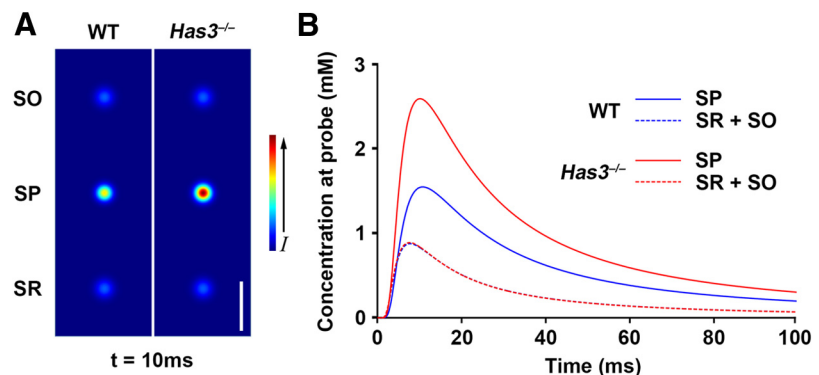 A
WT
Has3–/–
SO
SP
SR
I
t = 10ms
B
Concentration at probe (mM)
3
2
1
0
0
20
40
60
80
100
Time (ms)
WT
SP
SR + SO
Has3–/–
SP
SR + SO